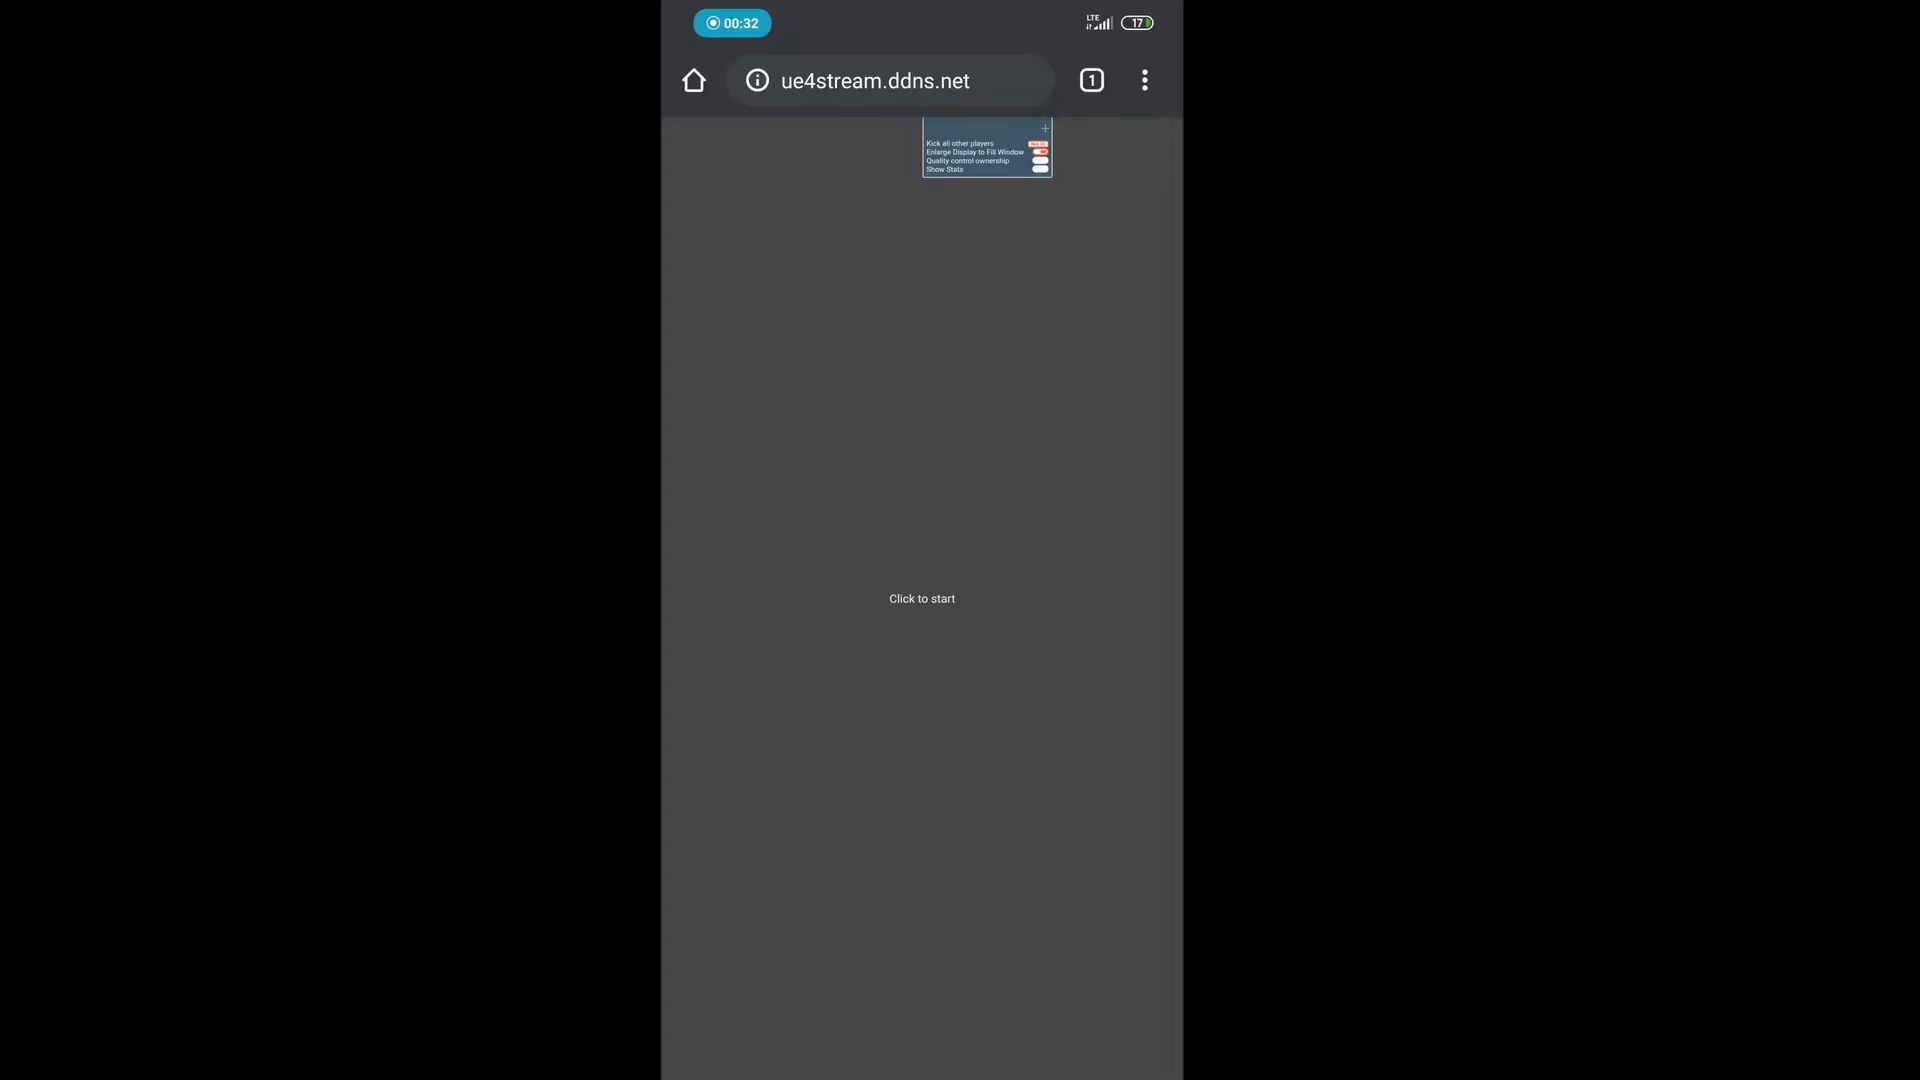 00:32
LTE
17
ue4stream.ddns.net
1
Kick all other players
Enlarge Display to Fill Window
Quality control ownership
Show Stats
Click to start